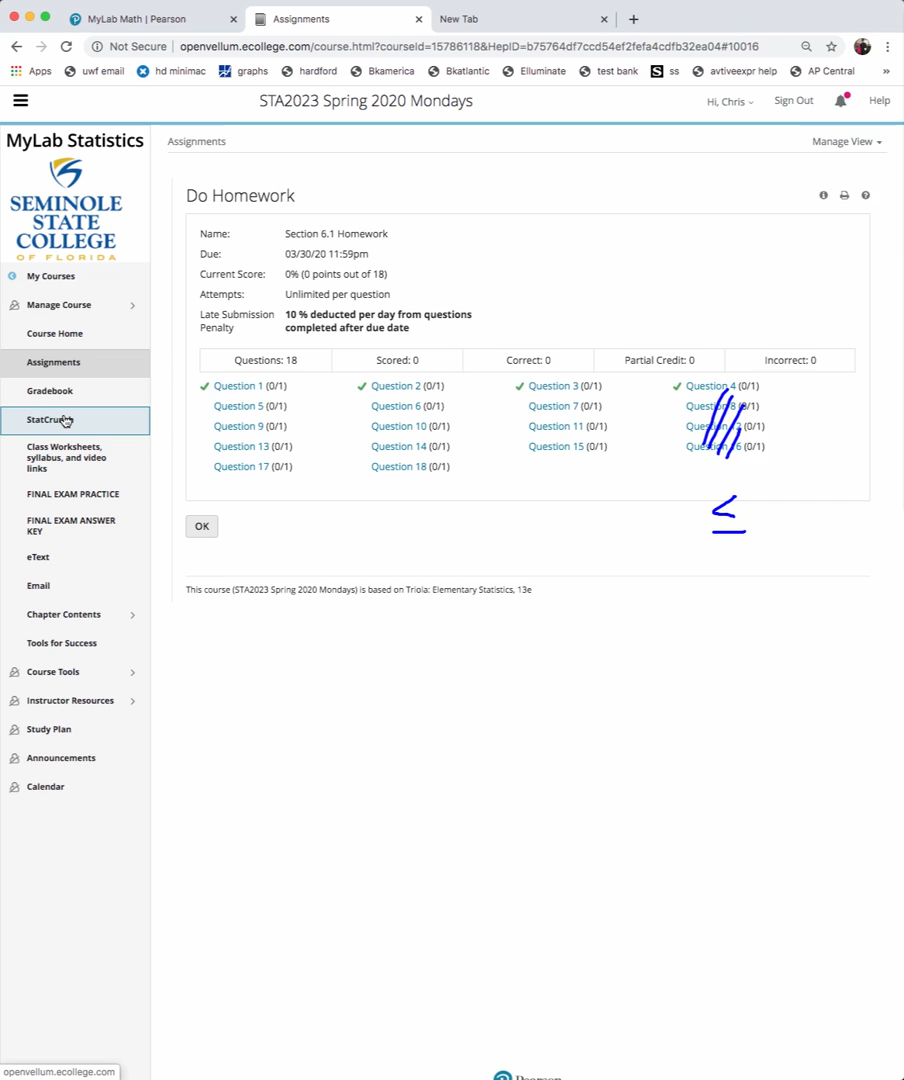 MyLab Math | Pearson
Assignments
New Tab
Not Secure | openvellum.ecollege.com/course.html?courseId=15786118&HepID=b75764df7ccd54ef2fefa4cdfb32ea04#10016
Apps uwf email hd minimac graphs hardford Bkamerica Bkatlantic Elluminate test bank ss avtiveexpr help AP Central »
STA2023 Spring 2020 Mondays
Hi, Chris Sign Out Help
MyLab Statistics
Assignments
Manage View
SEMINOLE
STATE
COLLEGE
OF FLORIDA
My Courses
Manage Course
Course Home
Assignments
Gradebook
StatCrunch
Class Worksheets,
syllabus, and video
links
FINAL EXAM PRACTICE
FINAL EXAM ANSWER
KEY
eText
Email
Chapter Contents
Tools for Success
Course Tools
Instructor Resources
Study Plan
Announcements
Calendar
Do Homework
Name: Section 6.1 Homework
Due: 03/30/20 11:59pm
Current Score: 0% (0 points out of 18)
Attempts: Unlimited per question
Late Submission 10 % deducted per day from questions
Penalty completed after due date
Questions: 18 Scored: 0 Correct: 0 Partial Credit: 0 Incorrect: 0
Question 1 (0/1) Question 2 (0/1) Question 3 (0/1) Question 4 (0/1)
Question 5 (0/1) Question 6 (0/1) Question 7 (0/1) Question 8 (0/1)
Question 9 (0/1) Question 10 (0/1) Question 11 (0/1) Question 12 (0/1)
Question 13 (0/1) Question 14 (0/1) Question 15 (0/1) Question 16 (0/1)
Question 17 (0/1) Question 18 (0/1)
≤
OK
This course (STA2023 Spring 2020 Mondays) is based on Triola: Elementary Statistics, 13e
openvellum.ecollege.com
Pearson